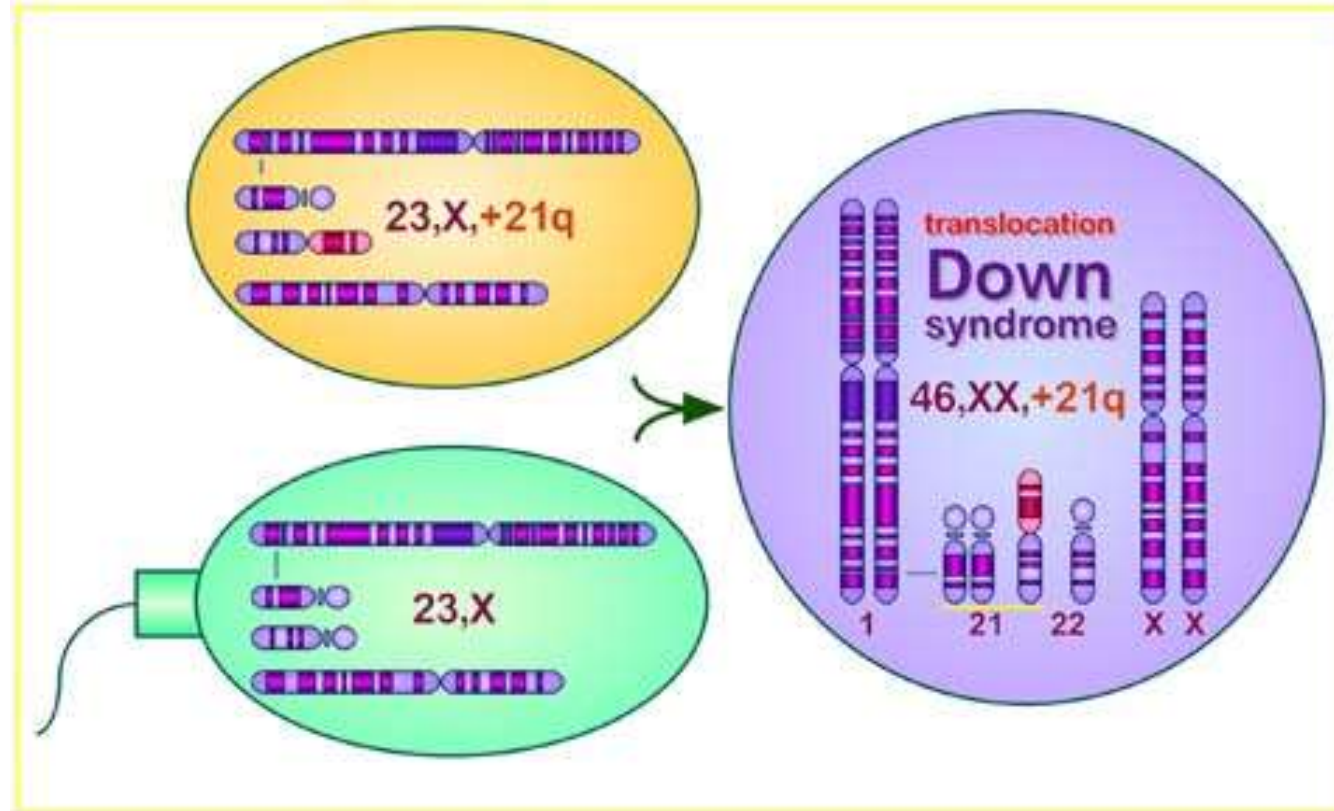 23,X,+21q
translocation
Down
syndrome
46,XX,+21q
23,X
1 21 22 X X